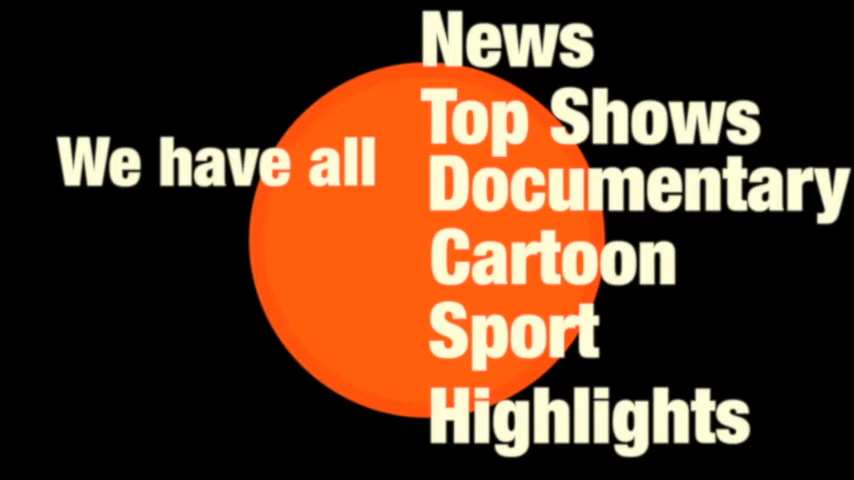 We have all
News
Top Shows
Documentary
Cartoon
Sport
Highlights